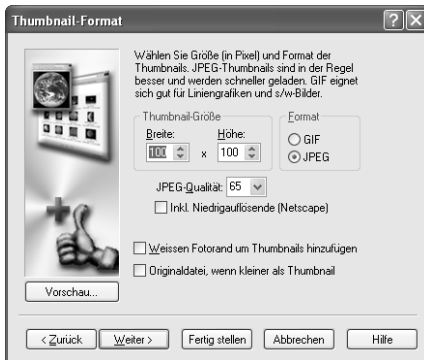 Thumbnail-Format
Wählen Sie Größe (in Pixel) und Format der
Thumbnails. JPEG-Thumbnails sind in der Regel
besser und werden schneller geladen. GIF eignet
sich gut für Liniengrafiken und s/w-Bilder.
Thumbnail-Größe
Format
Breite:
Höhe:
100 x 100
GIF
JPEG
JPEG-Qualität: 65
Inkl. Niedrigauflösende (Netscape)
Weissen Fotorand um Thumbnails hinzufügen
Originaldatei, wenn kleiner als Thumbnail
Vorschau...
< Zurück
Weiter >
Fertig stellen
Abbrechen
Hilfe